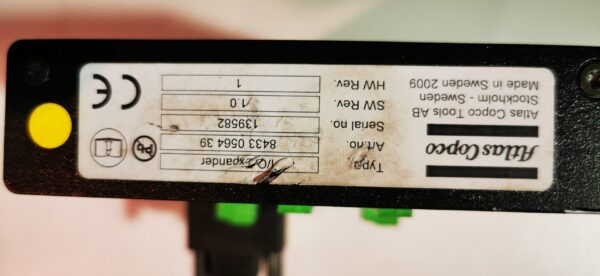 Atlas Copco
Atlas Copco Tools AB
Stockholm - Sweden
Made in Sweden 2009
Type I/O Expander
Art.no. 8433 0564 39
Serial no. 139582
SW Rev. 1.0
HW Rev. 1
Pb
CE